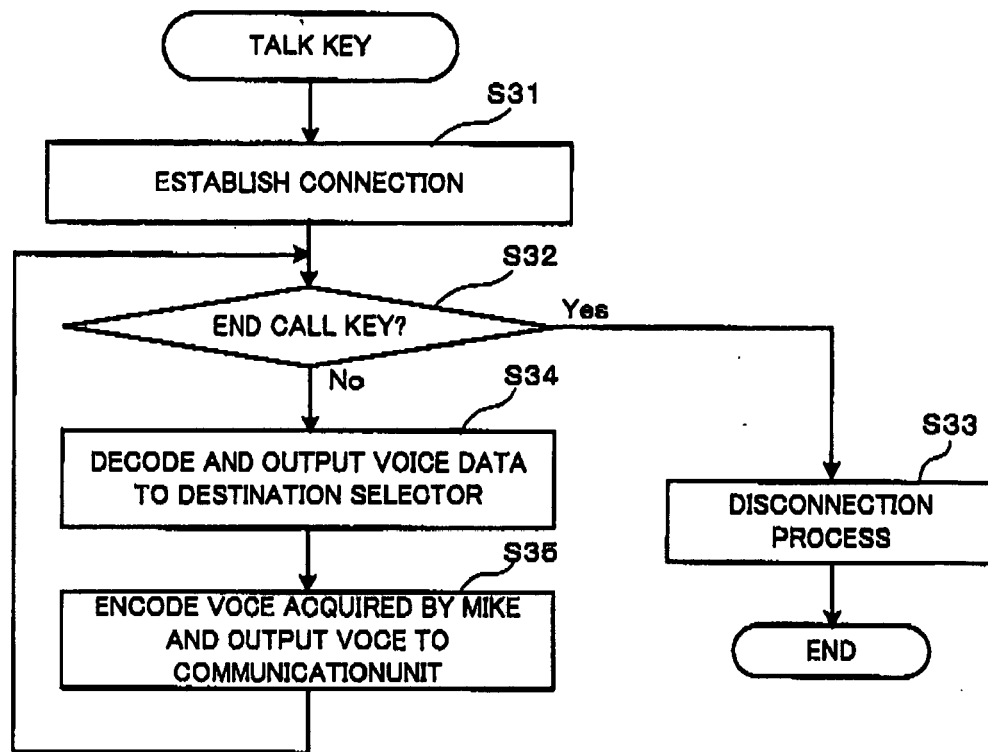 TALK KEY
S31
ESTABLISH CONNECTION
S32
END CALL KEY?
Yes
No
S34
DECODE AND OUTPUT VOICE DATA
TO DESTINATION SELECTOR
S33
DISCONNECTION
PROCESS
S35
ENCODE VOCE ACQUIRED BY MIKE
AND OUTPUT VOCE TO
COMMUNICATIONUNIT
END